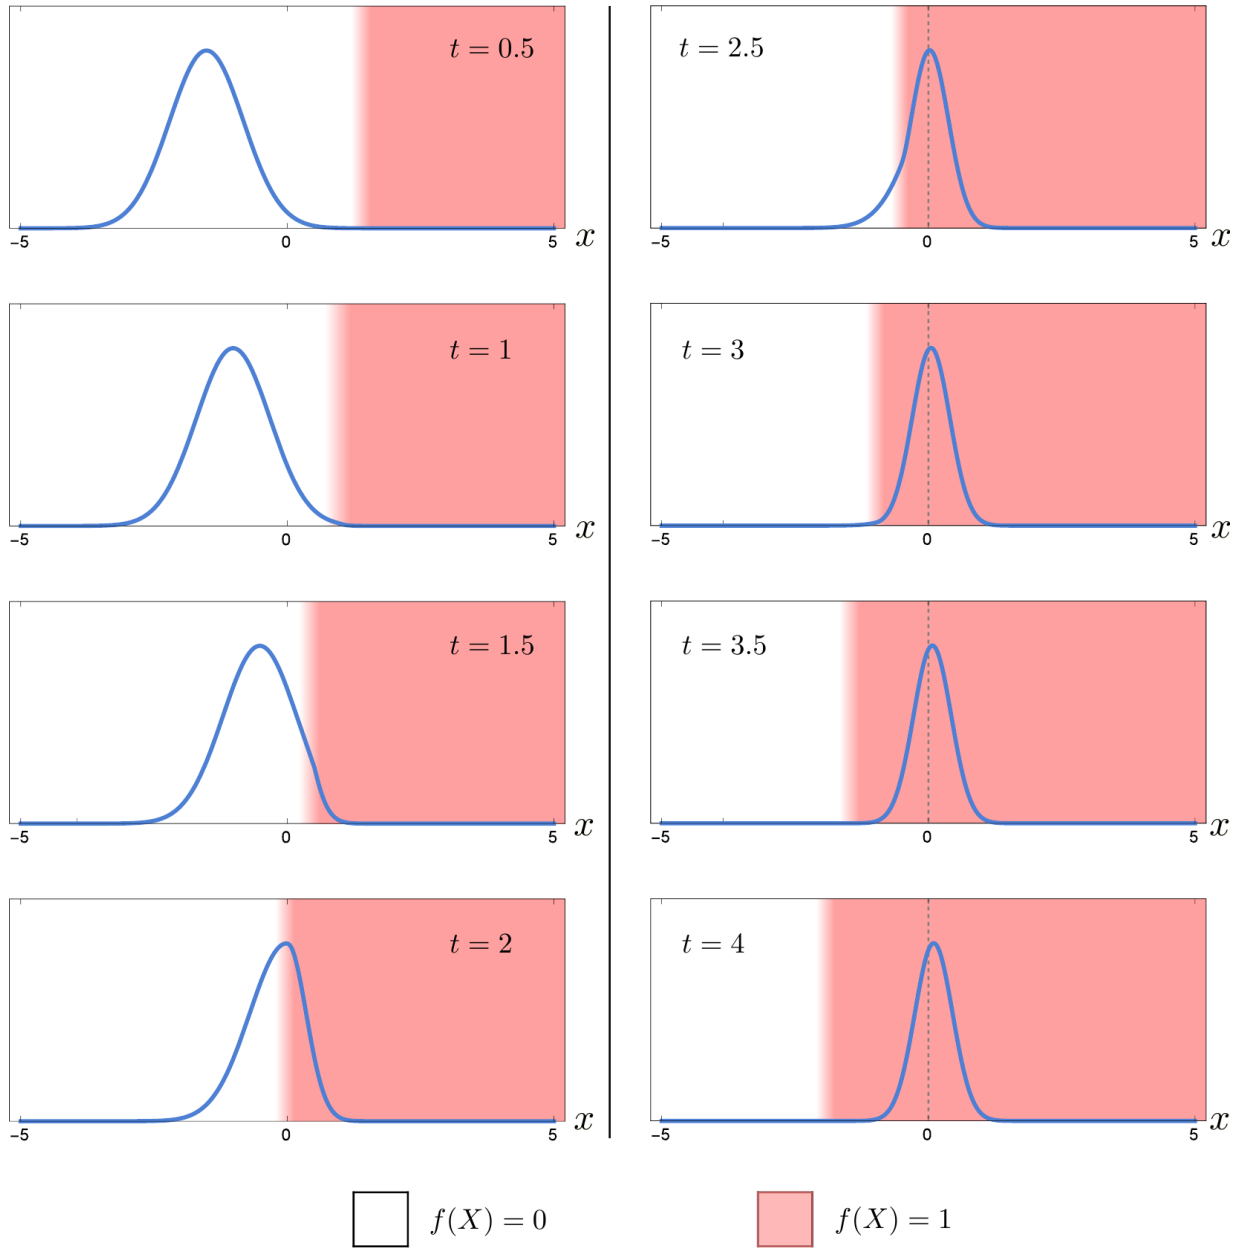 t = 0.5
-5 0 5 x
t = 1
-5 0 5 x
t = 1.5
-5 0 5 x
t = 2
-5 0 5 x
t = 2.5
-5 0 5 x
t = 3
-5 0 5 x
t = 3.5
-5 0 5 x
t = 4
-5 0 5 x
f(X) = 0
f(X) = 1